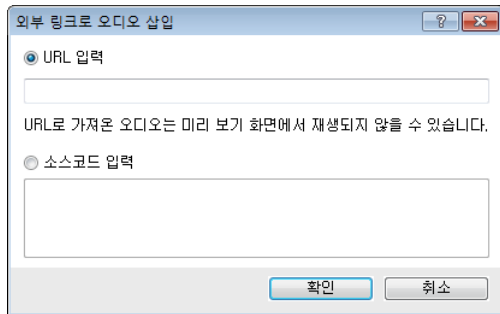 외부 링크로 오디오 삽입
URL 입력
URL로 가져온 오디오는 미리 보기 화면에서 재생되지 않을 수 있습니다.
소스코드 입력
확인
취소